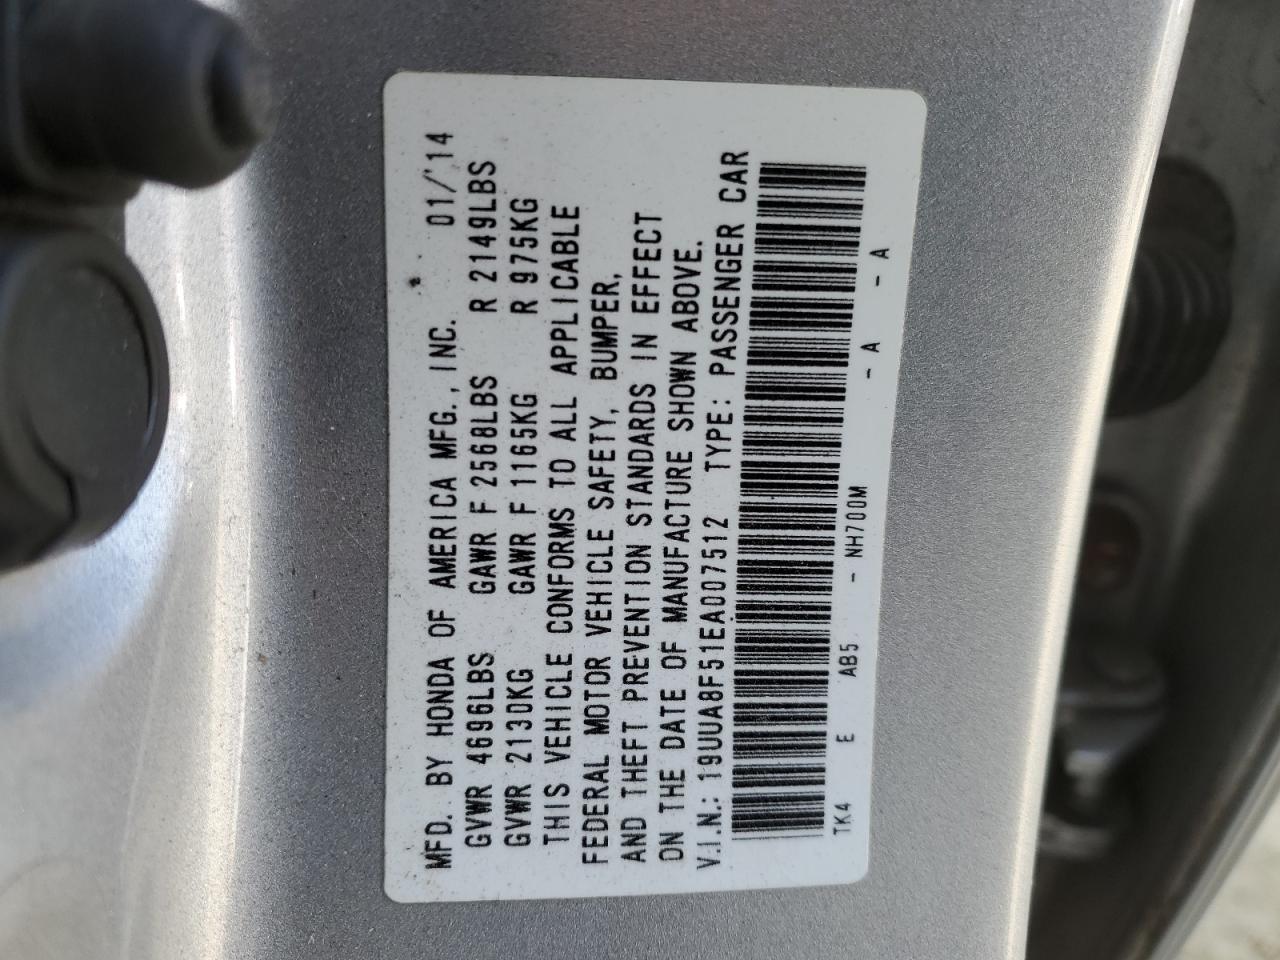 MFD. BY HONDA OF AMERICA MFG., INC. 01/'14
GVWR 4696LBS GAWR F 2568LBS R 2149LBS
GVWR 2130KG GAWR F 1165KG R 975KG
THIS VEHICLE CONFORMS TO ALL APPLICABLE
FEDERAL MOTOR VEHICLE SAFETY, BUMPER,
AND THEFT PREVENTION STANDARDS IN EFFECT
ON THE DATE OF MANUFACTURE SHOWN ABOVE.
V.I.N.: 19UUA8F51EA007512 TYPE: PASSENGER CAR
TK4 E AB5 - NH700M - A - A